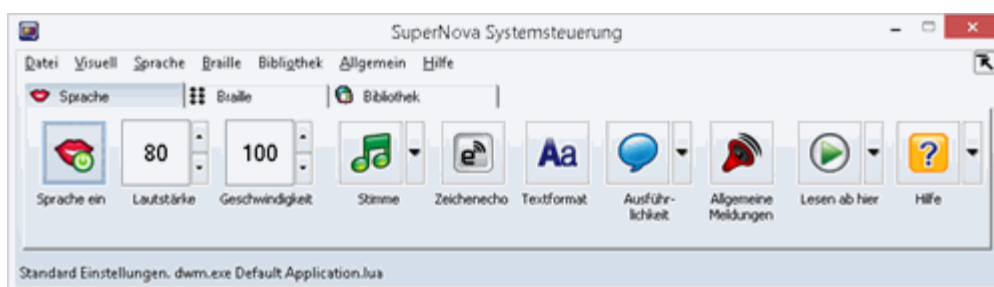 SuperNova Systemsteuerung
Datei Visuell Sprache Braille Bibliothek Allgemein Hilfe
Sprache Braille Bibliothek
80 100 e Aa ?
Sprache ein Lautstärke Geschwindigkeit Stimme Zeichenecho Textformat Ausführ- Allgemeine Lesen ab hier Hilfe
lichkeit Meldungen
Standard Einstellungen. dwm.exe Default Application.lua